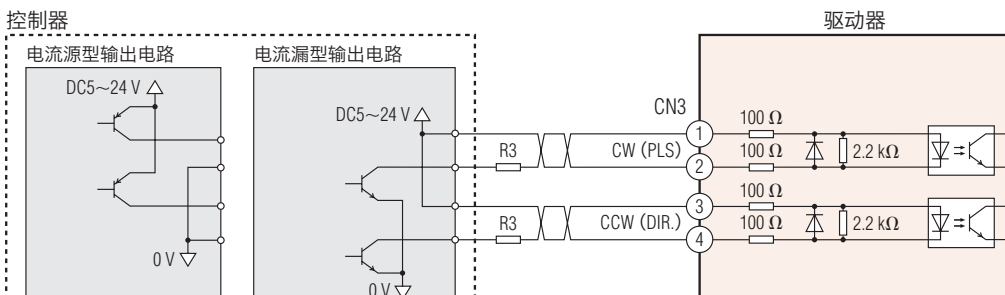 控制器
驱动器
电流源型输出电路
电流漏型输出电路
DC5～24 V
DC5～24 V
CN3
1
100 Ω
R3
CW (PLS)
100 Ω
2.2 kΩ
2
3
100 Ω
R3
CCW (DIR.)
100 Ω
2.2 kΩ
4
0 V
0 V